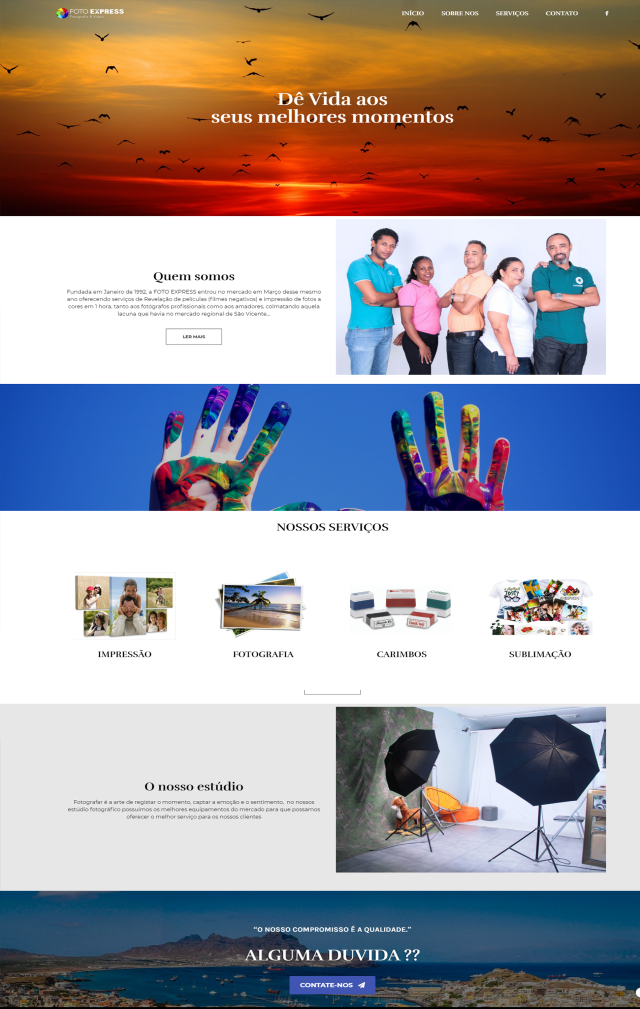 FOTO EXPRESS
Fotografia & Vídeo
INÍCIO SOBRE NOS SERVIÇOS CONTATO
Dê Vida aos
seus melhores momentos
Quem somos
Fundada em Janeiro de 1992, a FOTO EXPRESS entrou no mercado em Março desse mesmo
ano oferecendo serviços de Revelação de películas (filmes negativos) e impressão de fotos a
cores em 1 hora, tanto aos fotógrafos profissionais como aos amadores, colmatando aquela
lacuna que havia no mercado regional de São Vicente...
LER MAIS
NOSSOS SERVIÇOS
IMPRESSÃO
FOTOGRAFIA
CARIMBOS
SUBLIMAÇÃO
O nosso estúdio
Fotografar é a arte de registar o momento, captar a emoção e o sentimento, no nossos
estúdio fotográfico possuimos os melhores equipamentos do mercado para que possamos
oferecer o melhor serviço para os nossos clientes
"O NOSSO COMPROMISSO É A QUALIDADE."
ALGUMA DUVIDA ??
CONTATE-NOS